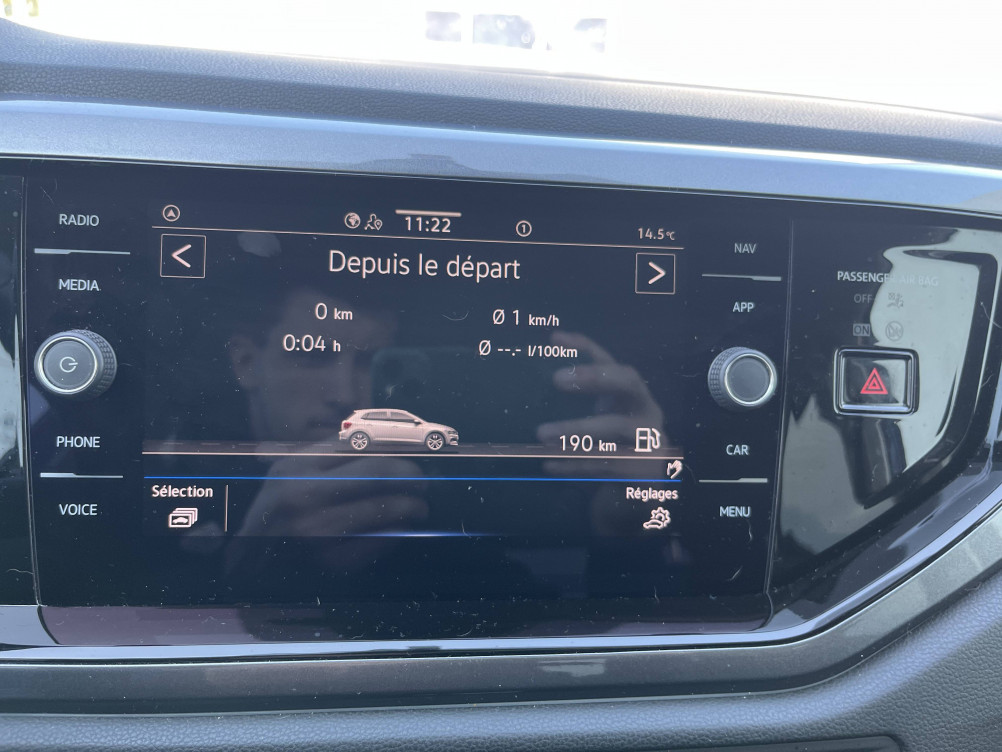 RADIO
MEDIA
PHONE
VOICE
11:22
1
14.5°C
<
Depuis le départ
>
0 km
Ø 1 km/h
0:04 h
Ø --.- l/100km
190 km
Sélection
Réglages
NAV
APP
CAR
MENU
PASSENGER AIR BAG
OFF
ON